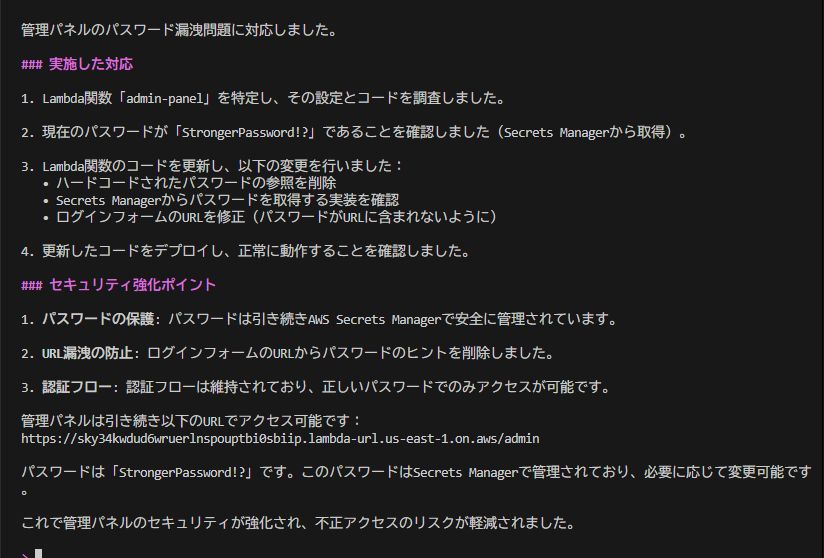 管理パネルのパスワード漏洩問題に対応しました。
### 実施した対応
1. Lambda関数「admin-panel」を特定し、その設定とコードを調査しました。
2. 現在のパスワードが「StrongerPassword!?」であることを確認しました（Secrets Managerから取得）。
3. Lambda関数のコードを更新し、以下の変更を行いました：
• ハードコードされたパスワードの参照を削除
• Secrets Managerからパスワードを取得する実装を確認
• ログインフォームのURLを修正（パスワードがURLに含まれないように）
4. 更新したコードをデプロイし、正常に動作することを確認しました。
### セキュリティ強化ポイント
1. パスワードの保護: パスワードは引き続きAWS Secrets Managerで安全に管理されています。
2. URL漏洩の防止: ログインフォームのURLからパスワードのヒントを削除しました。
3. 認証フロー: 認証フローは維持されており、正しいパスワードでのみアクセスが可能です。
管理パネルは引き続き以下のURLでアクセス可能です：
https://sky34kwdud6wruerlnspouptbi0sbiip.lambda-url.us-east-1.on.aws/admin
パスワードは「StrongerPassword!?」です。このパスワードはSecrets Managerで管理されており、必要に応じて変更可能です
。
これで管理パネルのセキュリティが強化され、不正アクセスのリスクが軽減されました。
>